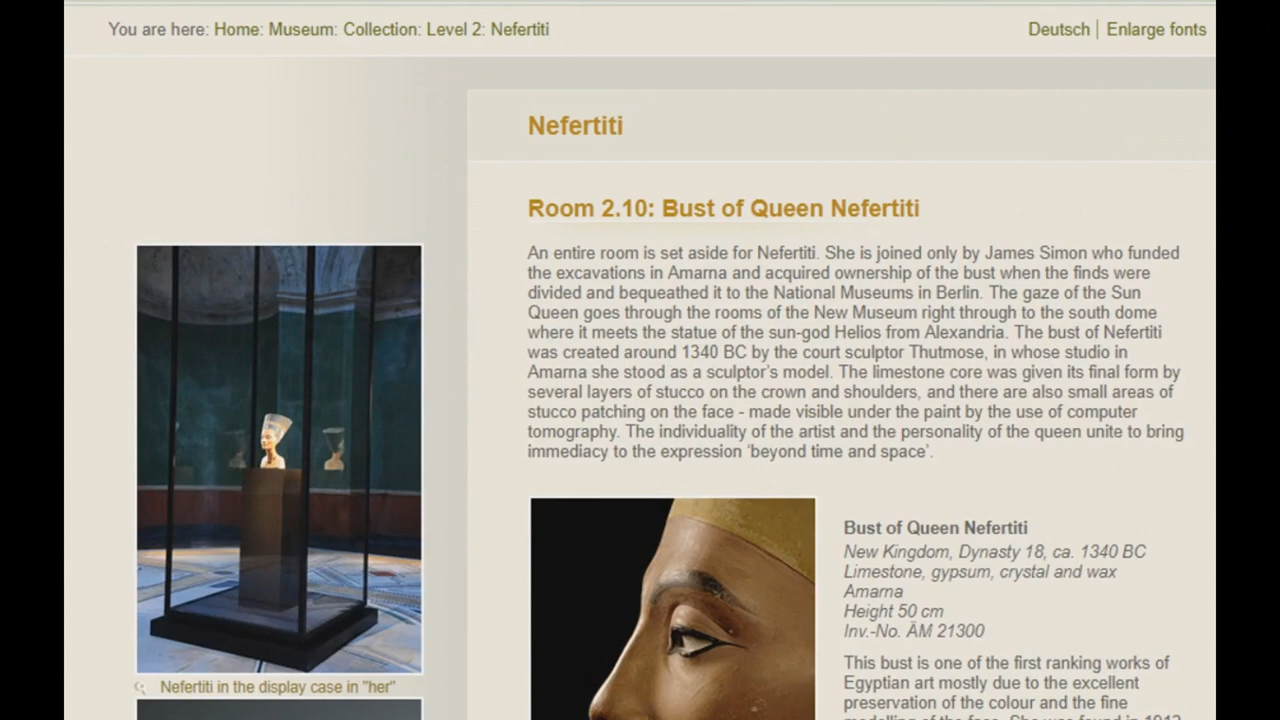 You are here: Home: Museum: Collection: Level 2: Nefertiti
Deutsch | Enlarge fonts
Nefertiti
Room 2.10: Bust of Queen Nefertiti
An entire room is set aside for Nefertiti. She is joined only by James Simon who funded
the excavations in Amarna and acquired ownership of the bust when the finds were
divided and bequeathed it to the National Museums in Berlin. The gaze of the Sun
Queen goes through the rooms of the New Museum right through to the south dome
where it meets the statue of the sun-god Helios from Alexandria. The bust of Nefertiti
was created around 1340 BC by the court sculptor Thutmose, in whose studio in
Amarna she stood as a sculptor's model. The limestone core was given its final form by
several layers of stucco on the crown and shoulders, and there are also small areas of
stucco patching on the face - made visible under the paint by the use of computer
tomography. The individuality of the artist and the personality of the queen unite to bring
immediacy to the expression 'beyond time and space'.
Nefertiti in the display case in "her"
Bust of Queen Nefertiti
New Kingdom, Dynasty 18, ca. 1340 BC
Limestone, gypsum, crystal and wax
Amarna
Height 50 cm
Inv.-No. ÄM 21300
This bust is one of the first ranking works of
Egyptian art mostly due to the excellent
preservation of the colour and the fine
modelling of the face. She was found in 1912